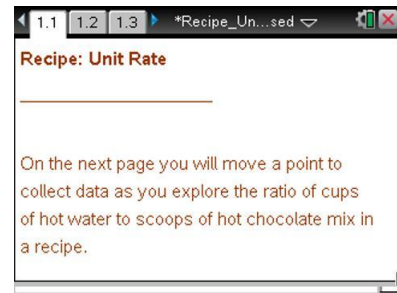 1.1 1.2 1.3 *Recipe_Un...sed
Recipe: Unit Rate
On the next page you will move a point to
collect data as you explore the ratio of cups
of hot water to scoops of hot chocolate mix in
a recipe.